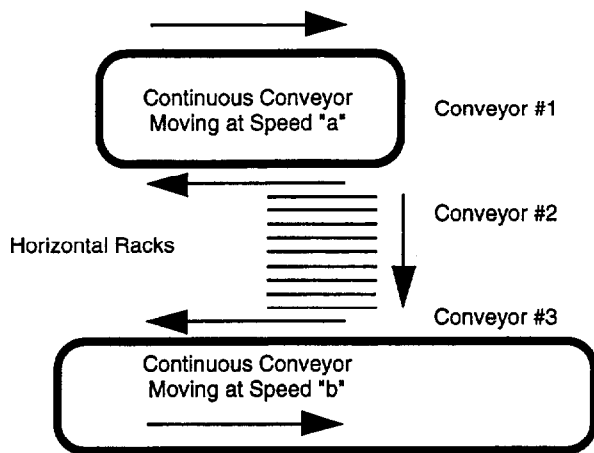 Continuous Conveyor
Moving at Speed "a"
Conveyor #1
Conveyor #2
Horizontal Racks
Conveyor #3
Continuous Conveyor
Moving at Speed "b"